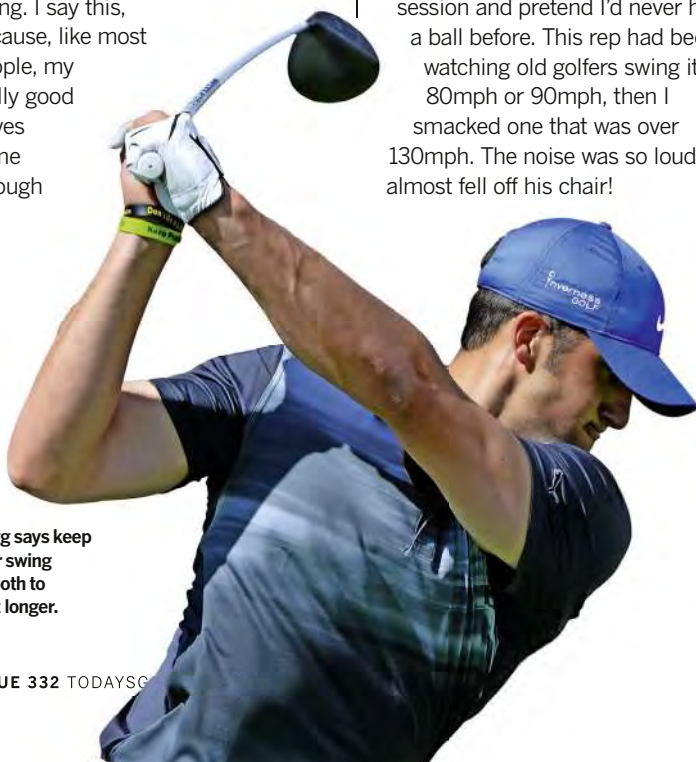 ng. I say this,
cause, like most
ople, my
lly good
ves
ne
ough
session and pretend I'd never h
a ball before. This rep had bee
watching old golfers swing it
80mph or 90mph, then I
smacked one that was over
130mph. The noise was so loud
almost fell off his chair!
Inverness
GOLF
g says keep
r swing
oth to
t longer.
UE 332 TODAYSG